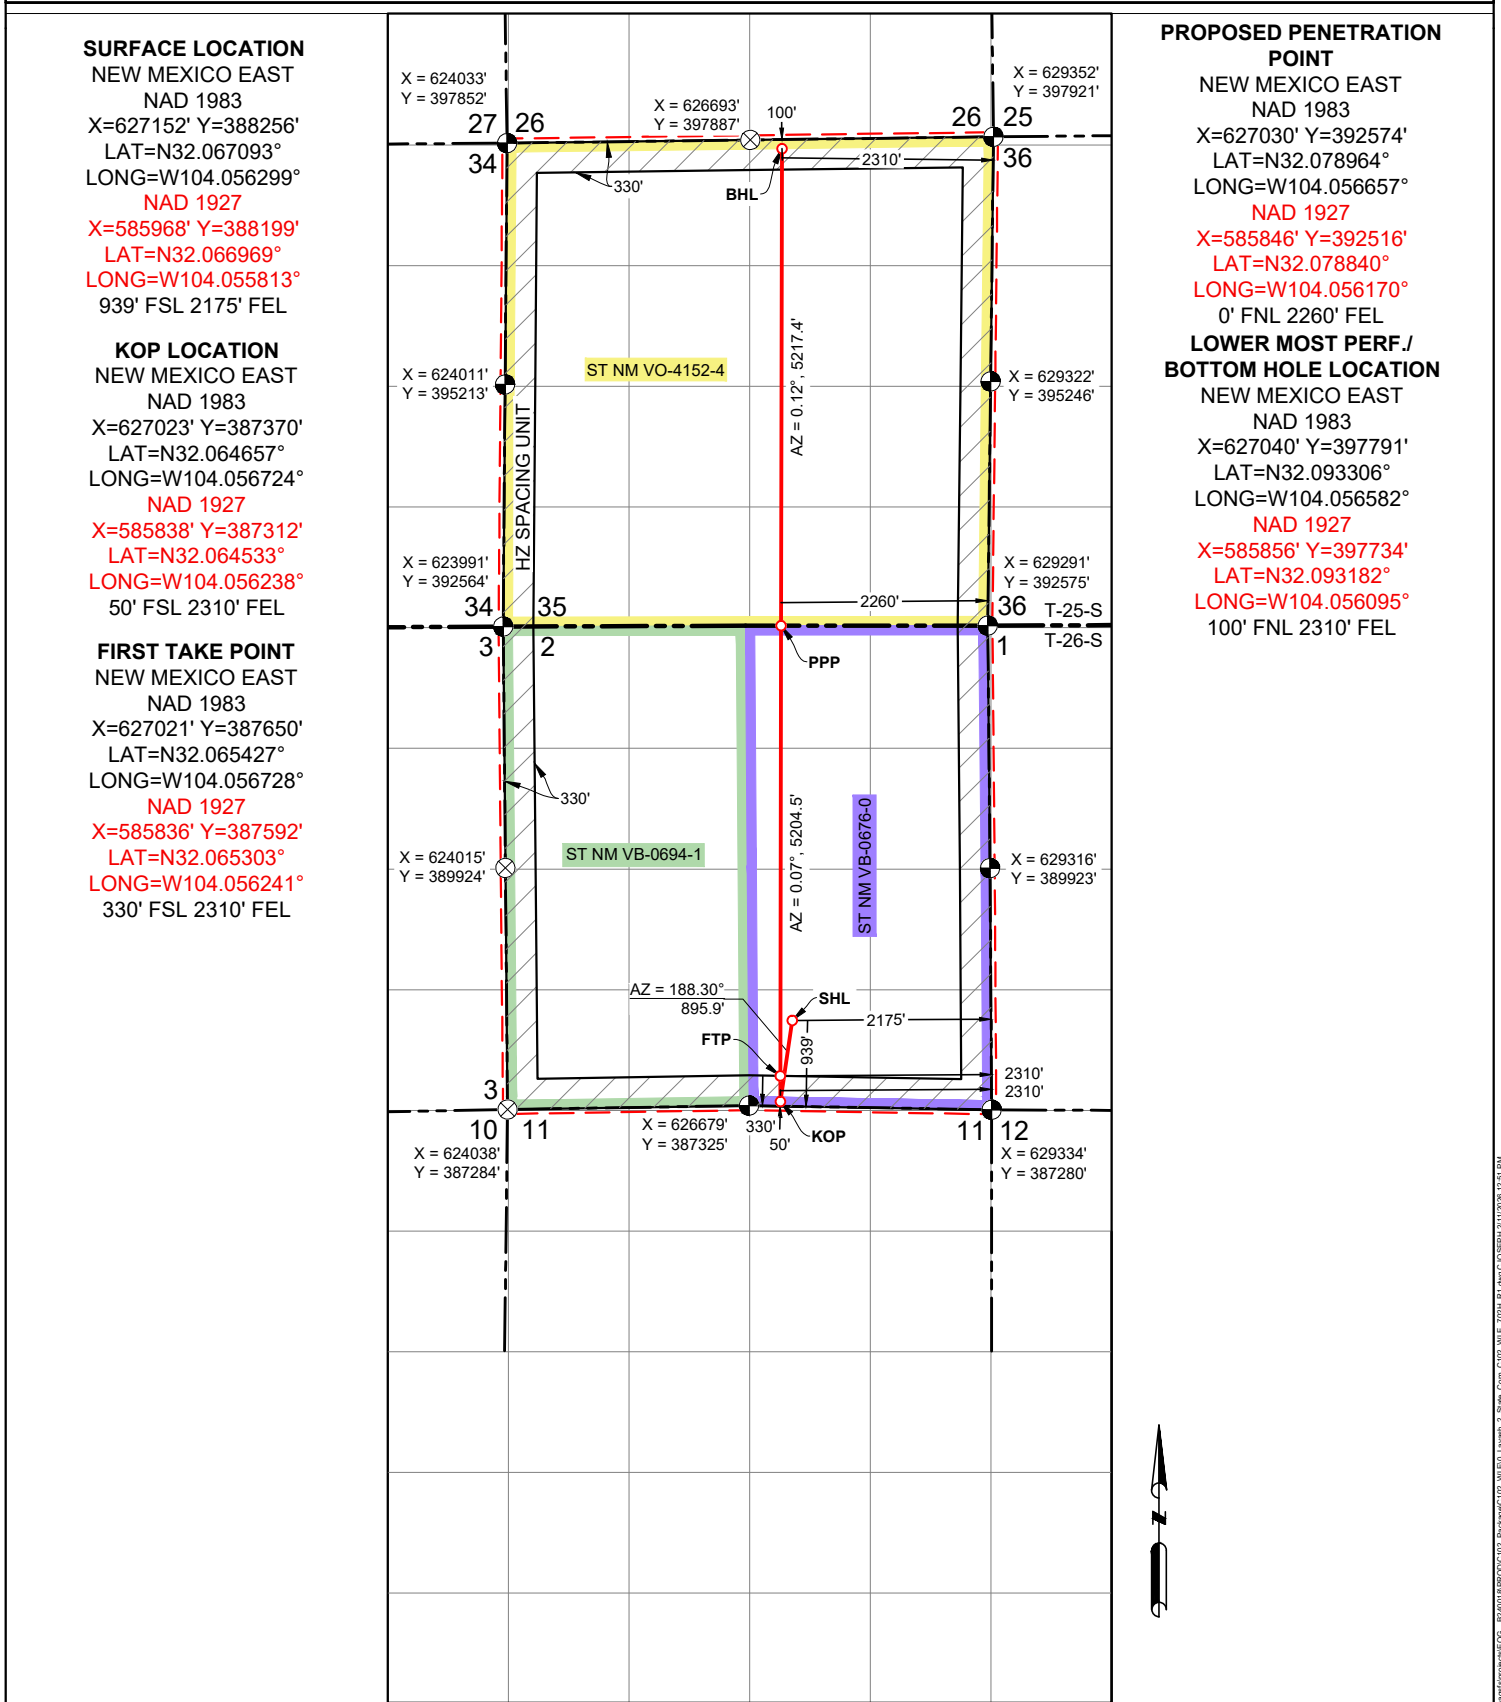 SURFACE LOCATION
NEW MEXICO EAST
NAD 1983
X=627152' Y=388256'
LAT=N32.067093°
LONG=W104.056299°
NAD 1927
X=585968' Y=388199'
LAT=N32.066969°
LONG=W104.055813°
939' FSL 2175' FEL
KOP LOCATION
NEW MEXICO EAST
NAD 1983
X=627023' Y=387370'
LAT=N32.064657°
LONG=W104.056724°
NAD 1927
X=585838' Y=387312'
LAT=N32.064533°
LONG=W104.056238°
50' FSL 2310' FEL
FIRST TAKE POINT
NEW MEXICO EAST
NAD 1983
X=627021' Y=387650'
LAT=N32.065427°
LONG=W104.056728°
NAD 1927
X=585836' Y=387592'
LAT=N32.065303°
LONG=W104.056241°
330' FSL 2310' FEL
X = 624033'
Y = 397852'
X = 626693'
Y = 397887'
100'
X = 629352'
Y = 397921'
27 26
26 25
34
36
2310'
330'
BHL
ST NM VO-4152-4
AZ = 0.12°, 5217.4'
X = 624011'
Y = 395213'
X = 629322'
Y = 395246'
HZ SPACING UNIT
X = 623991'
Y = 392564'
X = 629291'
Y = 392575'
2260'
34 35
36
T-25-S
3 2
1
T-26-S
PPP
330'
AZ = 0.07°, 5204.5'
ST NM VB-0694-1
ST NM VB-0676-0
X = 624015'
Y = 389924'
X = 629316'
Y = 389923'
AZ = 188.30°
895.9'
SHL
2175'
FTP
939'
2310'
2310'
3
10 11
11 12
X = 624038'
Y = 387284'
X = 626679'
Y = 387325'
330'
50'
KOP
X = 629334'
Y = 387280'
PROPOSED PENETRATION
POINT
NEW MEXICO EAST
NAD 1983
X=627030' Y=392574'
LAT=N32.078964°
LONG=W104.056657°
NAD 1927
X=585846' Y=392516'
LAT=N32.078840°
LONG=W104.056170°
0' FNL 2260' FEL
LOWER MOST PERF./
BOTTOM HOLE LOCATION
NEW MEXICO EAST
NAD 1983
X=627040' Y=397791'
LAT=N32.093306°
LONG=W104.056582°
NAD 1927
X=585856' Y=397734'
LAT=N32.093182°
LONG=W104.056095°
100' FNL 2310' FEL
Z